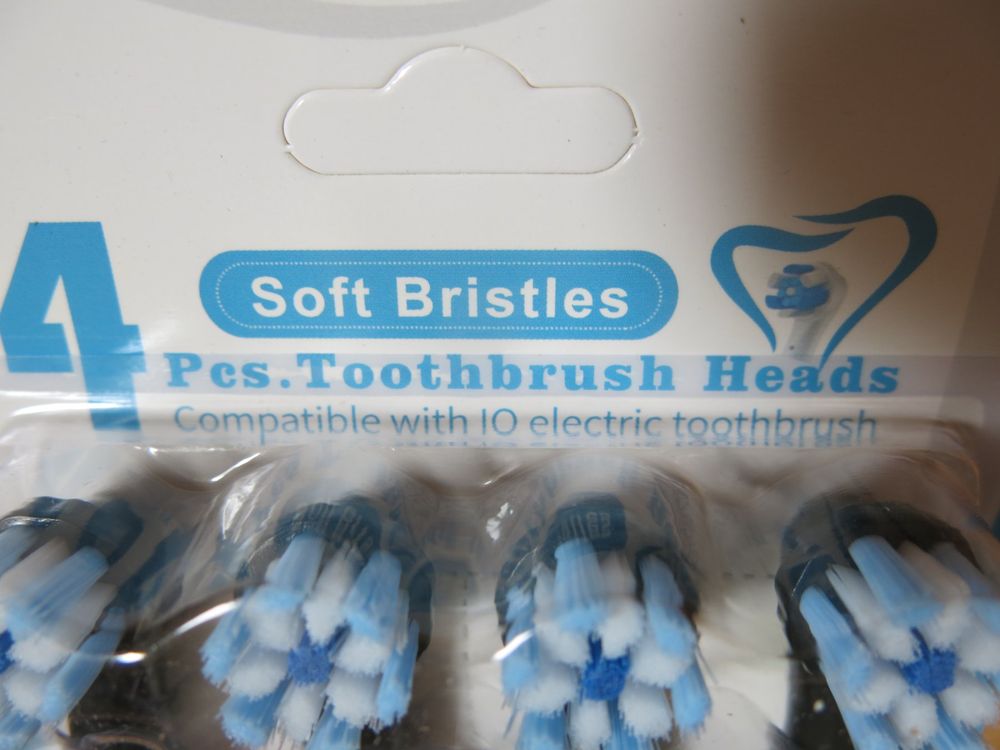 Soft Bristles
4
Pcs.Toothbrush Heads
Compatible with IO electric toothbrush